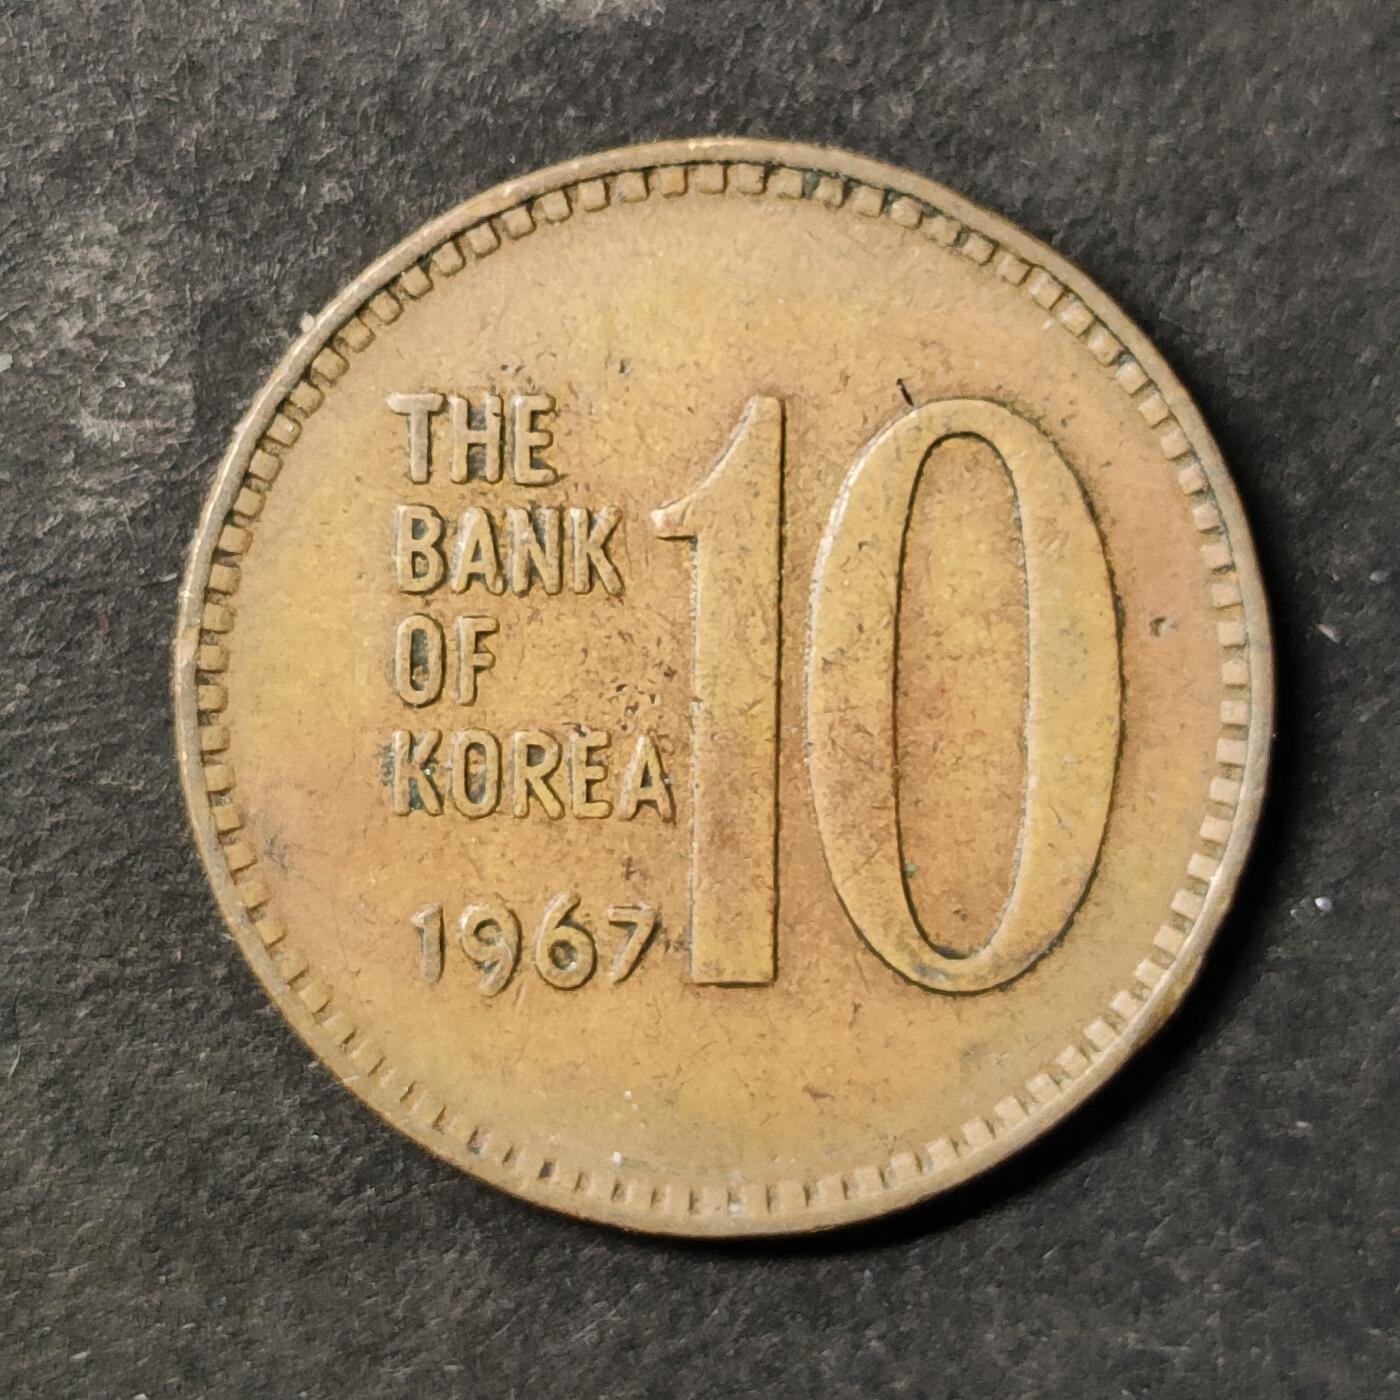 THE
BANK
OF
KOREA
1967
10